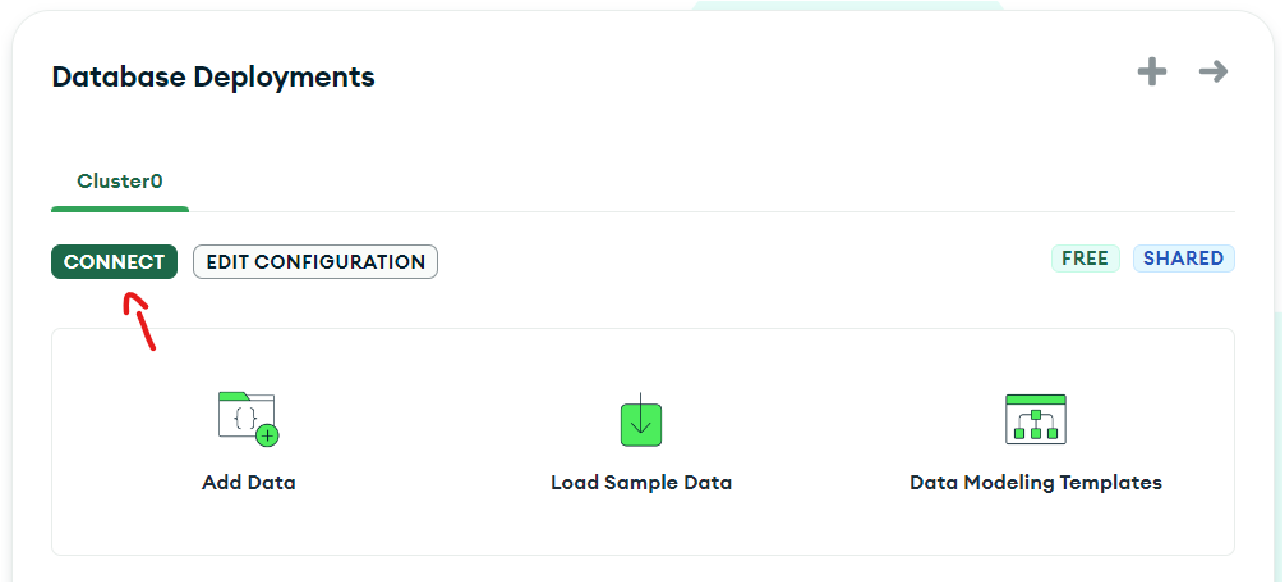 Database Deployments
Cluster0
CONNECT EDIT CONFIGURATION FREE SHARED
Add Data Load Sample Data Data Modeling Templates